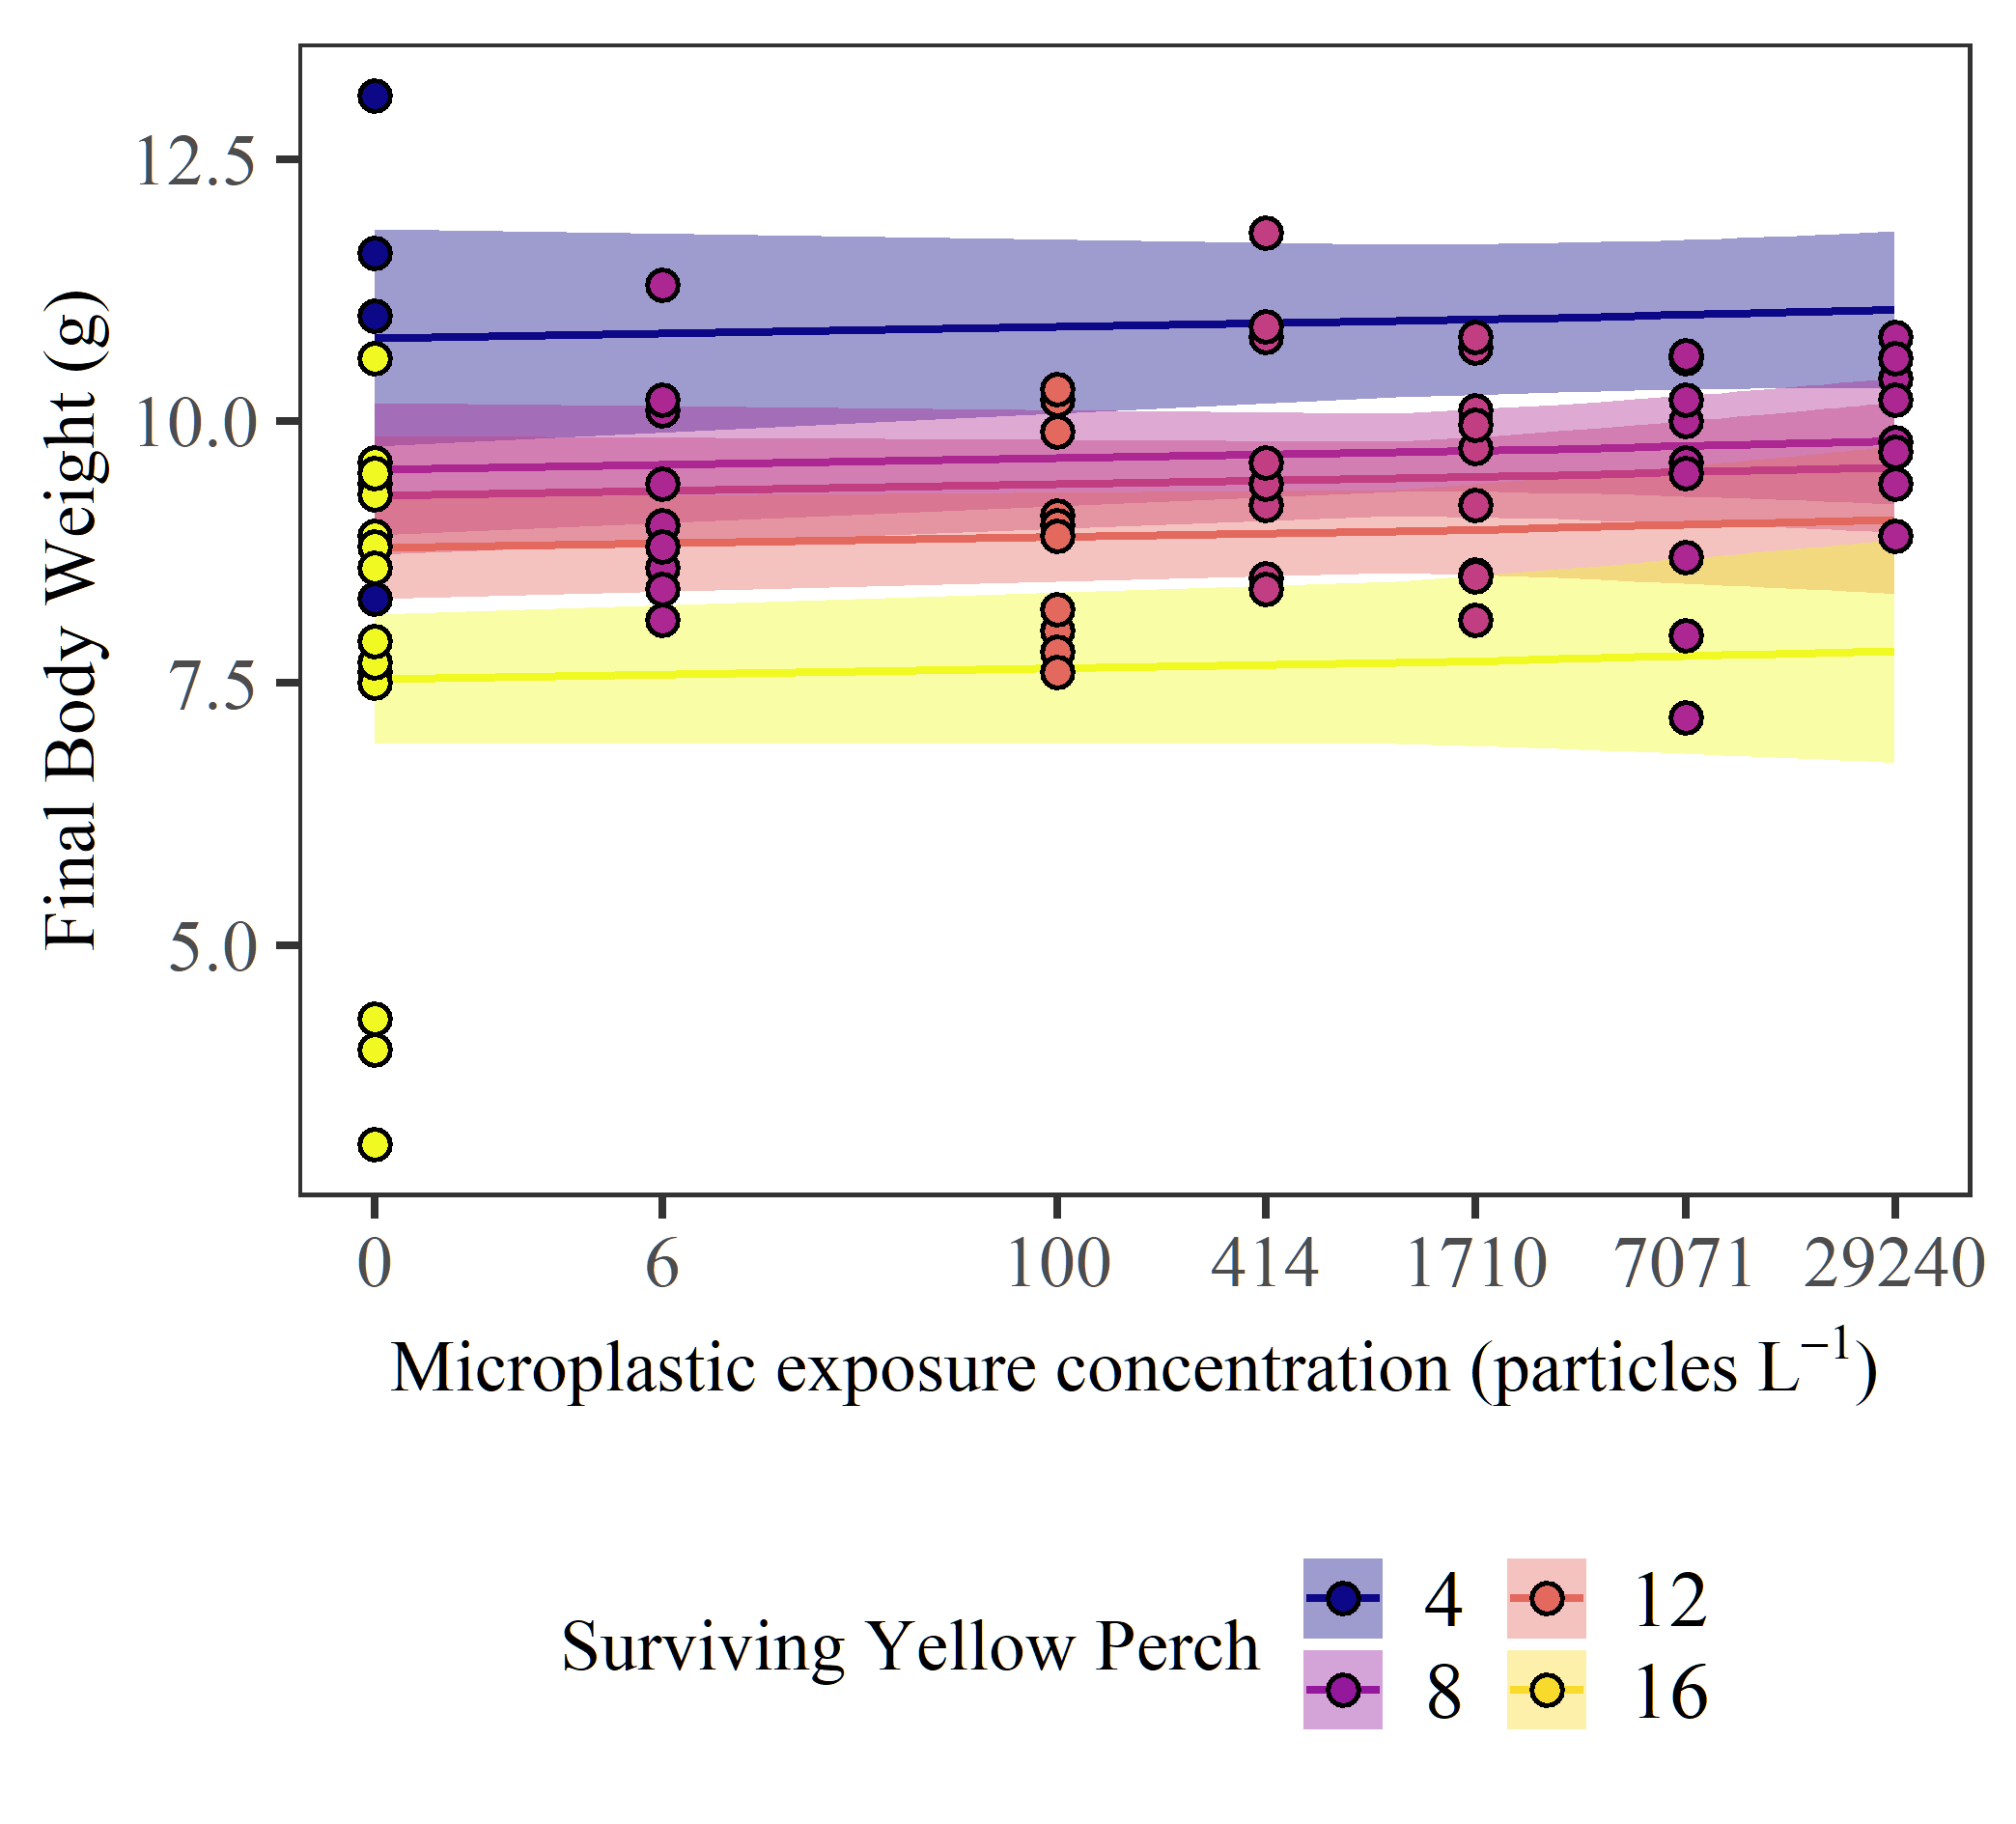 Final Body Weight (g)
12.5
10.0
7.5
5.0
0 6 100 414 1710 7071 29240
Microplastic exposure concentration (particles L⁻¹)
Surviving Yellow Perch
4 12
8 16